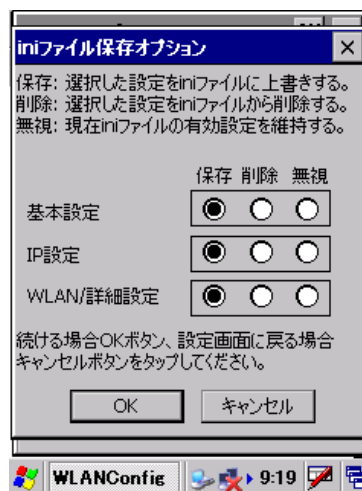 iniファイル保存オプション
保存: 選択した設定をiniファイルに上書きする。
削除: 選択した設定をiniファイルから削除する。
無視: 現在iniファイルの有効設定を維持する。
保存 削除 無視
基本設定
IP設定
WLAN/詳細設定
続ける場合OKボタン、設定画面に戻る場合
キャンセルボタンをタップしてください。
OK キャンセル
WLANConfig 9:19